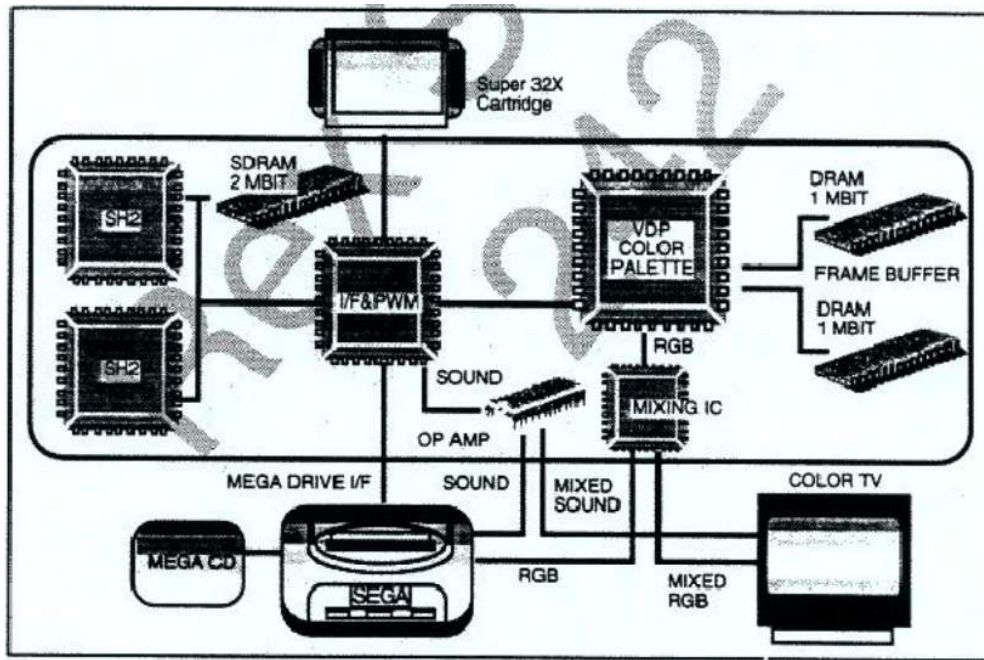 Super 32X
Cartridge
SDRAM
2 MBIT
SH2
SH2
I/F&PWM
VDP
COLOR
PALETTE
DRAM
1 MBIT
FRAME BUFFER
DRAM
1 MBIT
RGB
SOUND
MIXING IC
OP AMP
MEGA DRIVE I/F
SOUND
MIXED
SOUND
COLOR TV
MEGA CD
SEGA
RGB
MIXED
RGB